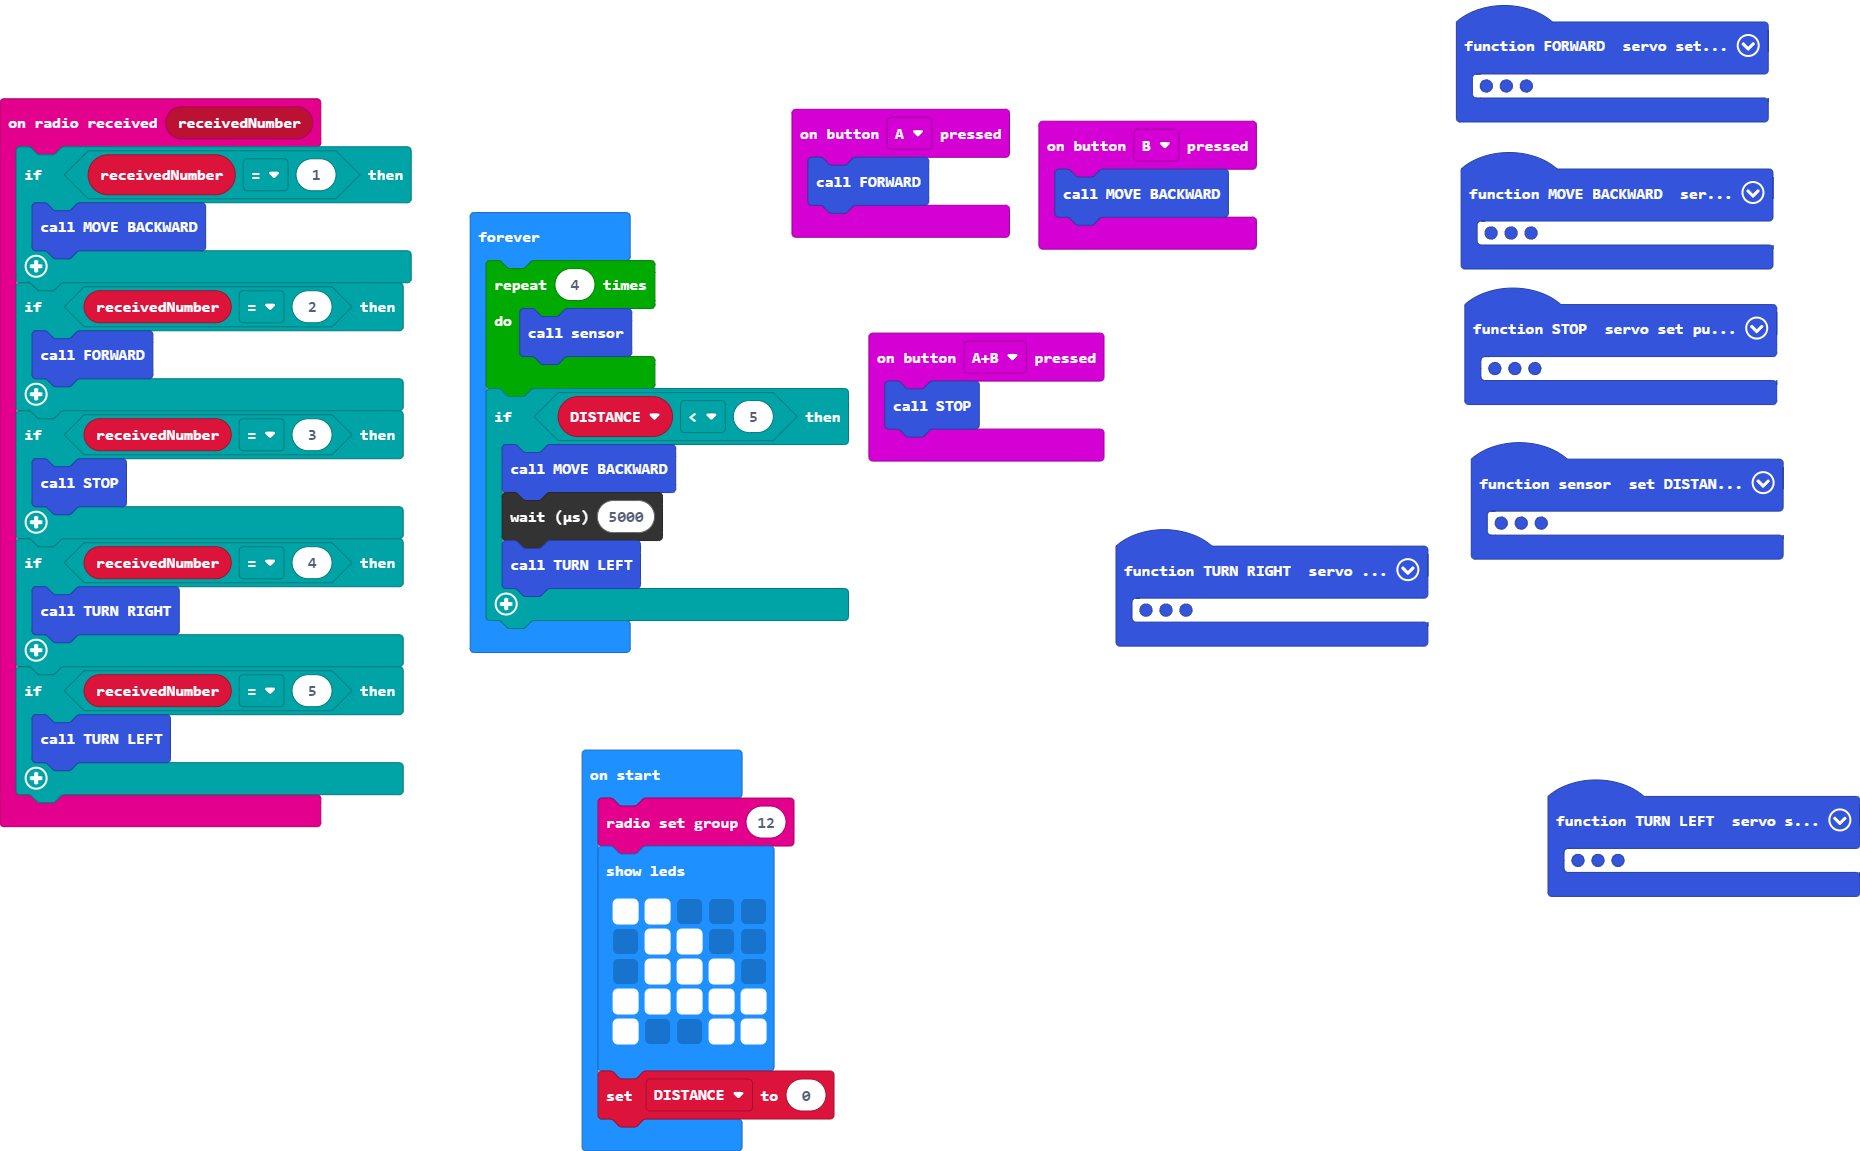 on radio received receivedNumber
if receivedNumber = 1 then
call MOVE BACKWARD
if receivedNumber = 2 then
call FORWARD
if receivedNumber = 3 then
call STOP
if receivedNumber = 4 then
call TURN RIGHT
if receivedNumber = 5 then
call TURN LEFT
forever
repeat 4 times
do call sensor
if DISTANCE < 5 then
call MOVE BACKWARD
wait (µs) 5000
call TURN LEFT
on start
radio set group 12
show leds
set DISTANCE to 0
on button A pressed
call FORWARD
on button B pressed
call MOVE BACKWARD
on button A+B pressed
call STOP
function TURN RIGHT servo ...
function FORWARD servo set...
function MOVE BACKWARD ser...
function STOP servo set pu...
function sensor set DISTAN...
function TURN LEFT servo s...